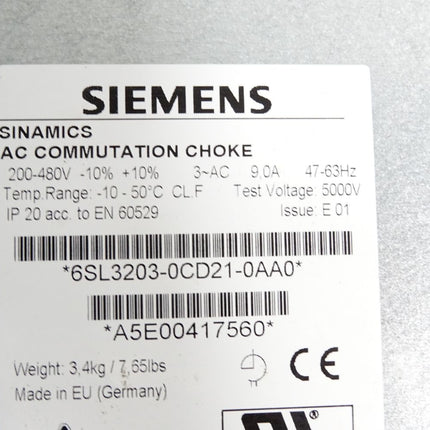 SIEMENS
SINAMICS
AC COMMUTATION CHOKE
200-480V -10% +10% 3~AC 9.0A 47-63Hz
Temp.Range: -10 - 50°C CL.F Test Voltage: 5000V
IP 20 acc. to EN 60529 Issue: E 01
*6SL3203-0CD21-0AA0*
*A5E00417560*
Weight: 3,4kg / 7,65lbs
CE
Made in EU (Germany)